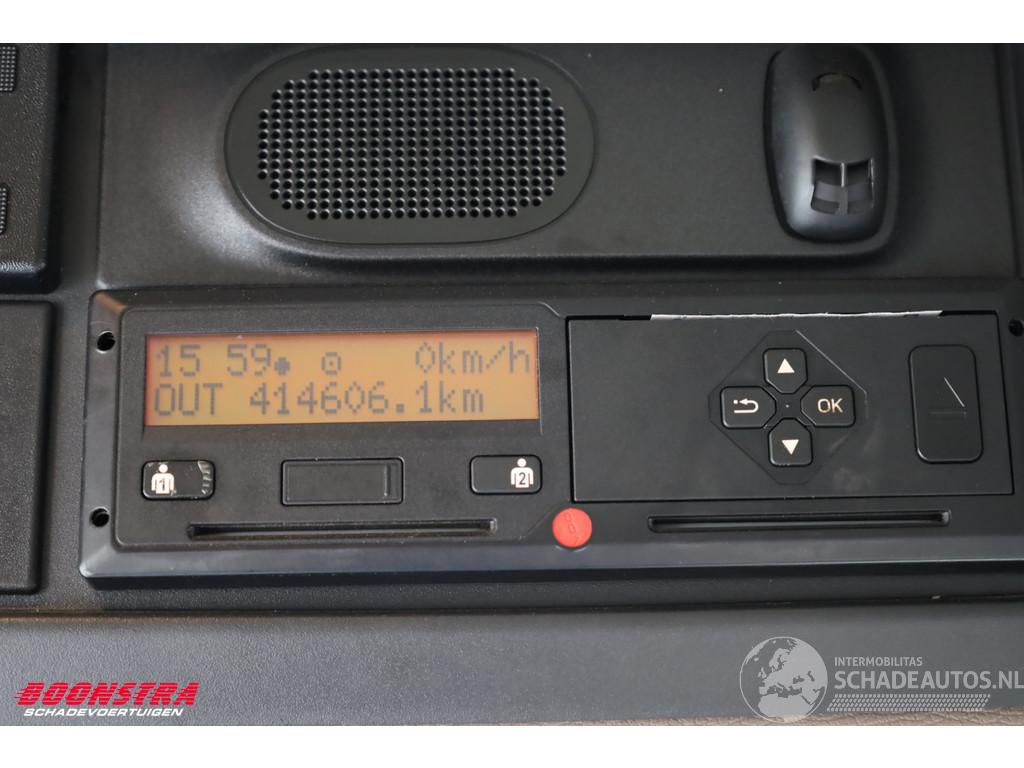 15 59 0km/h
OUT 414606.1km
OK
1
2
BOONSTRA
SCHADEVOERTUIGEN
INTERMOBILITAS
SCHADEAUTOS.NL